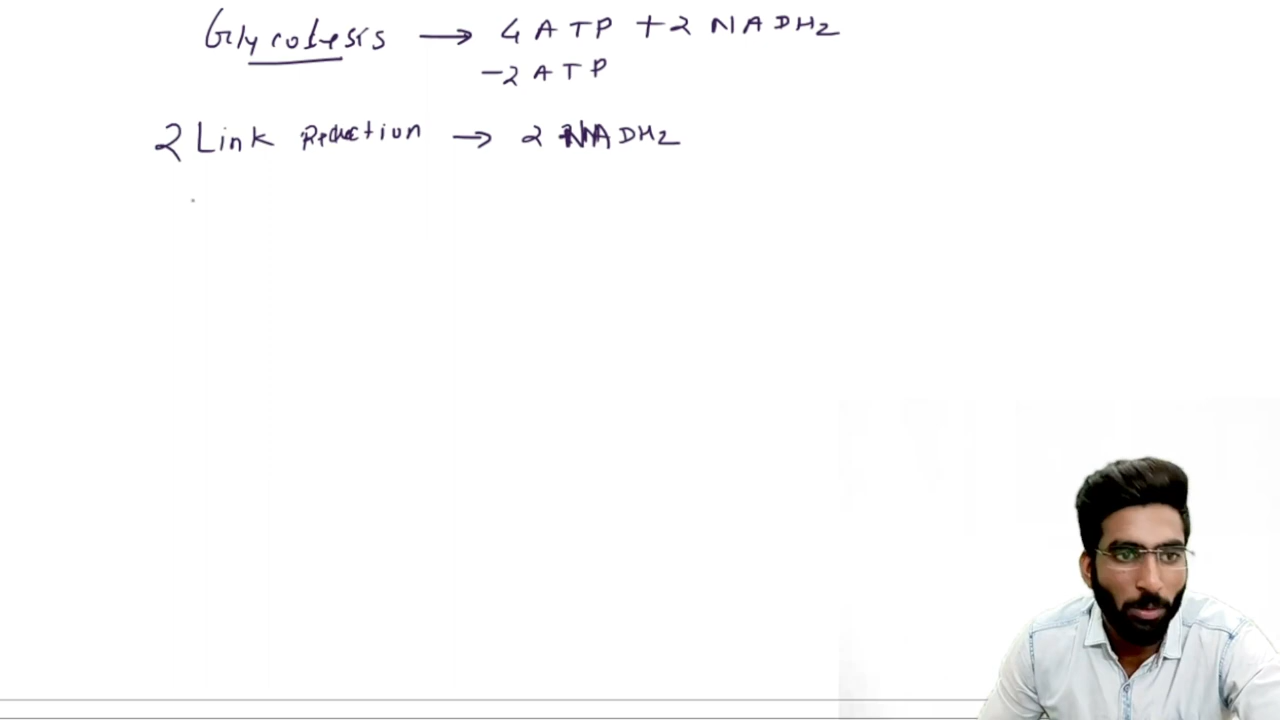 Glycolysis → 4 ATP + 2 NADH2
-2 ATP
2 Link Reaction → 2 NADH2